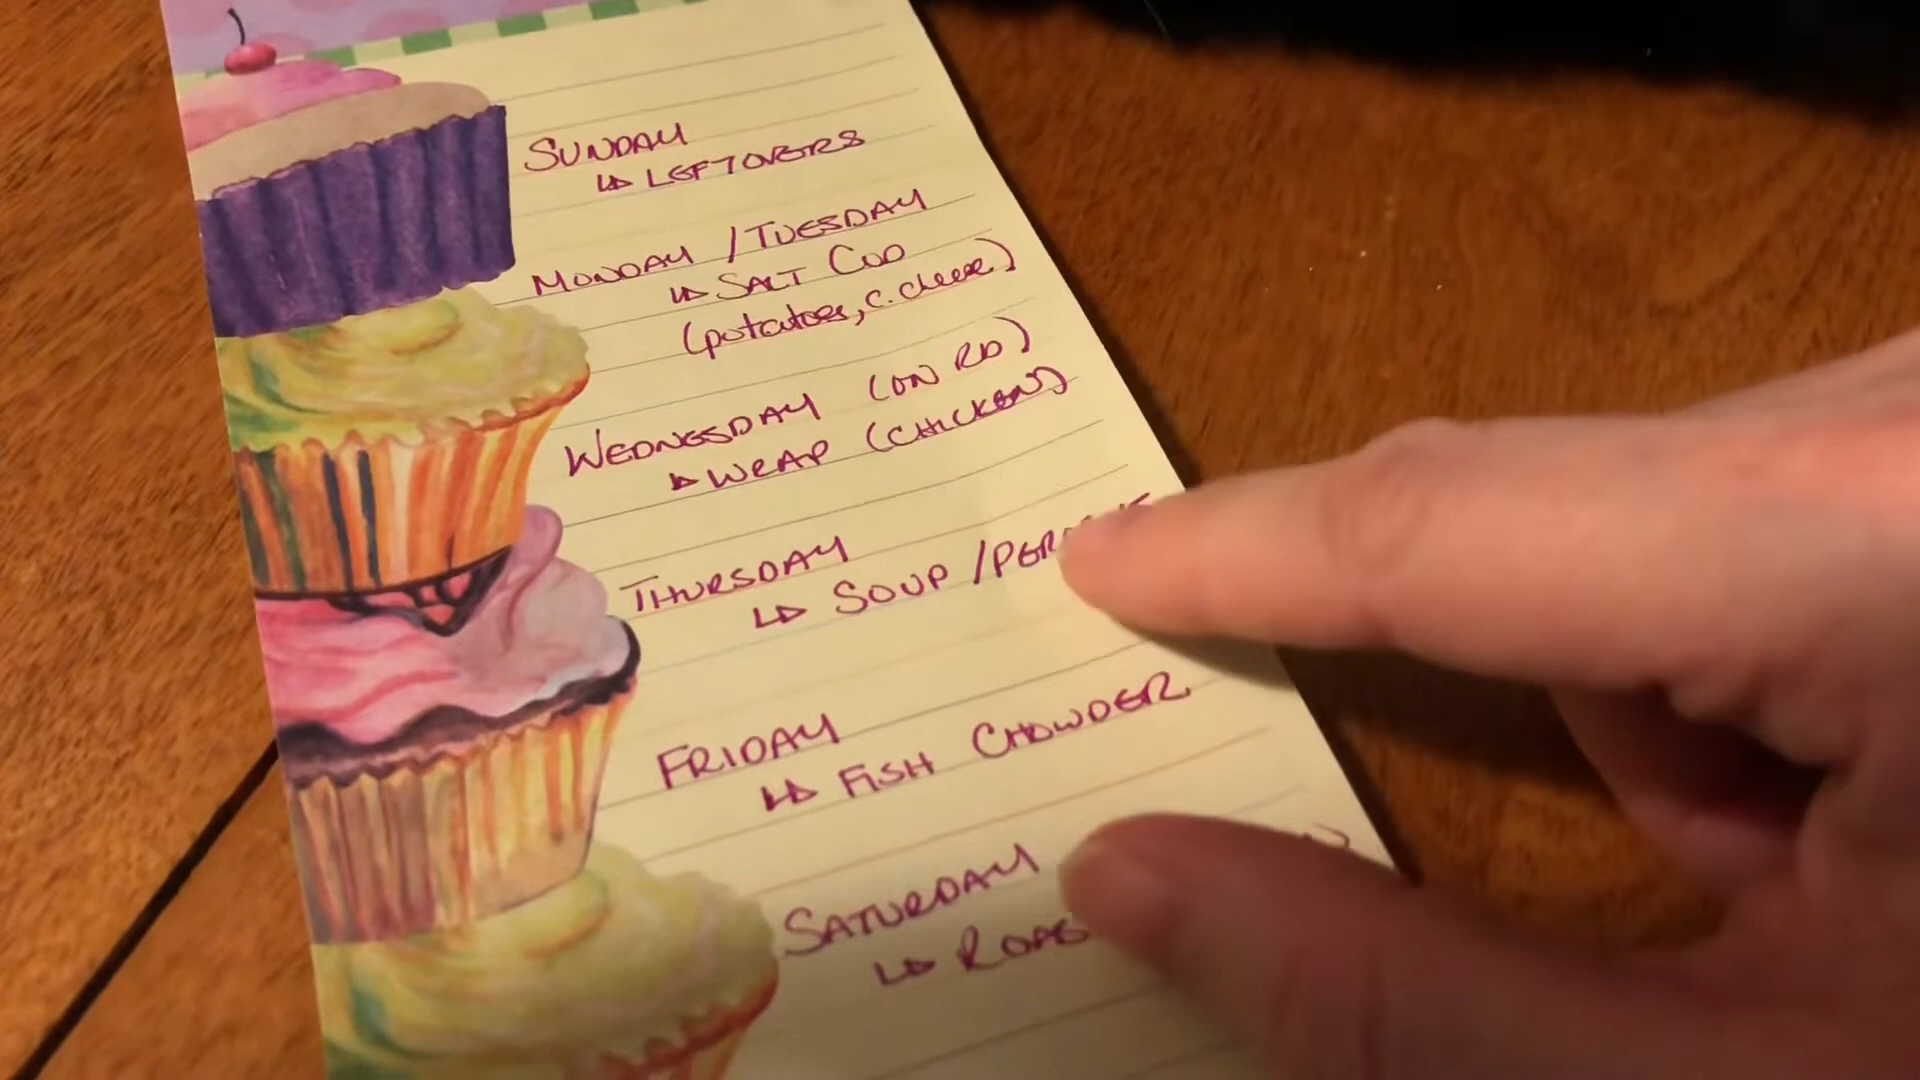 SUNDAY
↳ LEFTOVERS
MONDAY / TUESDAY
↳ SALT COD
(potatoes, c. cheese)
WEDNESDAY (ON RD)
↳ WRAP (CHICKEN)
THURSDAY
↳ SOUP /
FRIDAY
↳ FISH CHOWDER
SATURDAY
↳